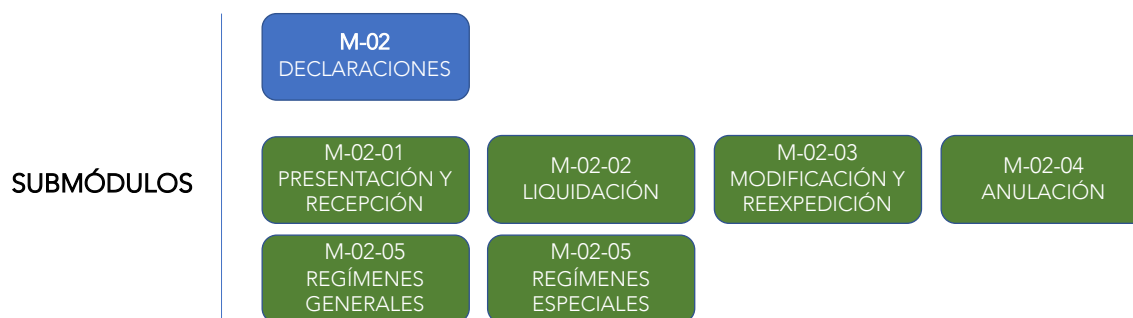 M-02
DECLARACIONES
SUBMÓDULOS
M-02-01
PRESENTACIÓN Y
RECEPCIÓN
M-02-02
LIQUIDACIÓN
M-02-03
MODIFICACIÓN Y
REEXPEDICIÓN
M-02-04
ANULACIÓN
M-02-05
REGÍMENES
GENERALES
M-02-05
REGÍMENES
ESPECIALES